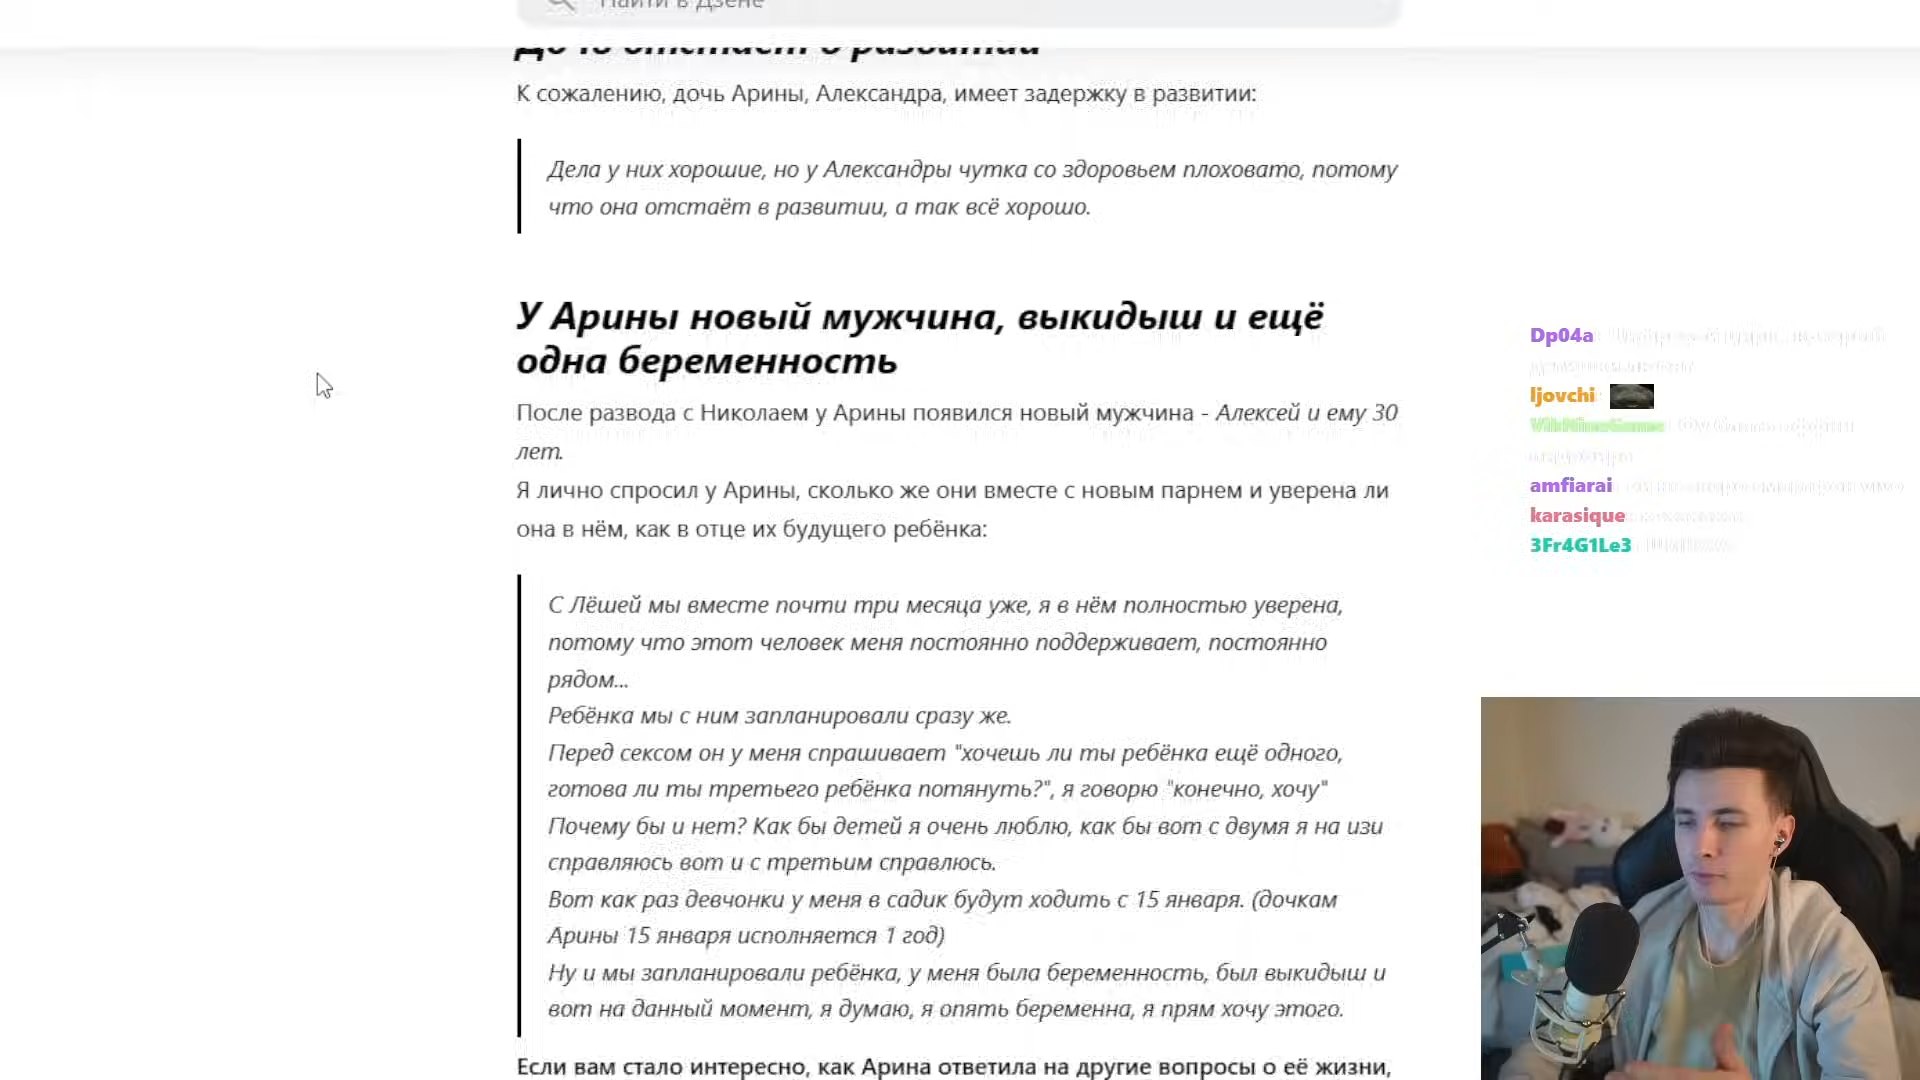 Найти в Дзене
К сожалению, дочь Арины, Александра, имеет задержку в развитии:
Дела у них хорошие, но у Александры чутка со здоровьем плоховато, потому
что она отстаёт в развитии, а так всё хорошо.
У Арины новый мужчина, выкидыш и ещё
одна беременность
После развода с Николаем у Арины появился новый мужчина - Алексей и ему 30
лет.
Я лично спросил у Арины, сколько же они вместе с новым парнем и уверена ли
она в нём, как в отце их будущего ребёнка:
С Лёшей мы вместе почти три месяца уже, я в нём полностью уверена,
потому что этот человек меня постоянно поддерживает, постоянно
рядом...
Ребёнка мы с ним запланировали сразу же.
Перед сексом он у меня спрашивает "хочешь ли ты ребёнка ещё одного,
готова ли ты третьего ребёнка потянуть?", я говорю "конечно, хочу"
Почему бы и нет? Как бы детей я очень люблю, как бы вот с двумя я на изи
справляюсь вот и с третьим справлюсь.
Вот как раз девчонки у меня в садик будут ходить с 15 января. (дочкам
Арины 15 января исполняется 1 год)
Ну и мы запланировали ребёнка, у меня была беременность, был выкидыш и
вот на данный момент, я думаю, я опять беременна, я прям хочу этого.
Если вам стало интересно, как Арина ответила на другие вопросы о её жизни,
Dp04a
ljovchi
amfiarai
karasique
3Fr4G1Le3